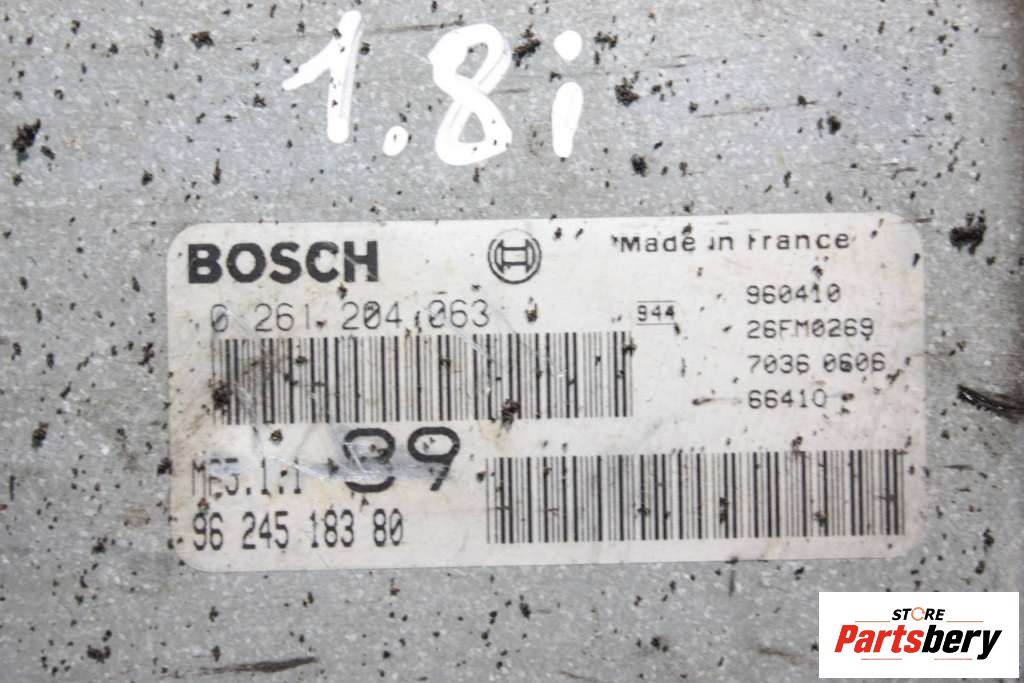 1.8i
BOSCH
Made in France
0 261 204 063
944
960410
26FM0269
7036 0606
66410
89
96 245 183 80
STORE
Partsbery